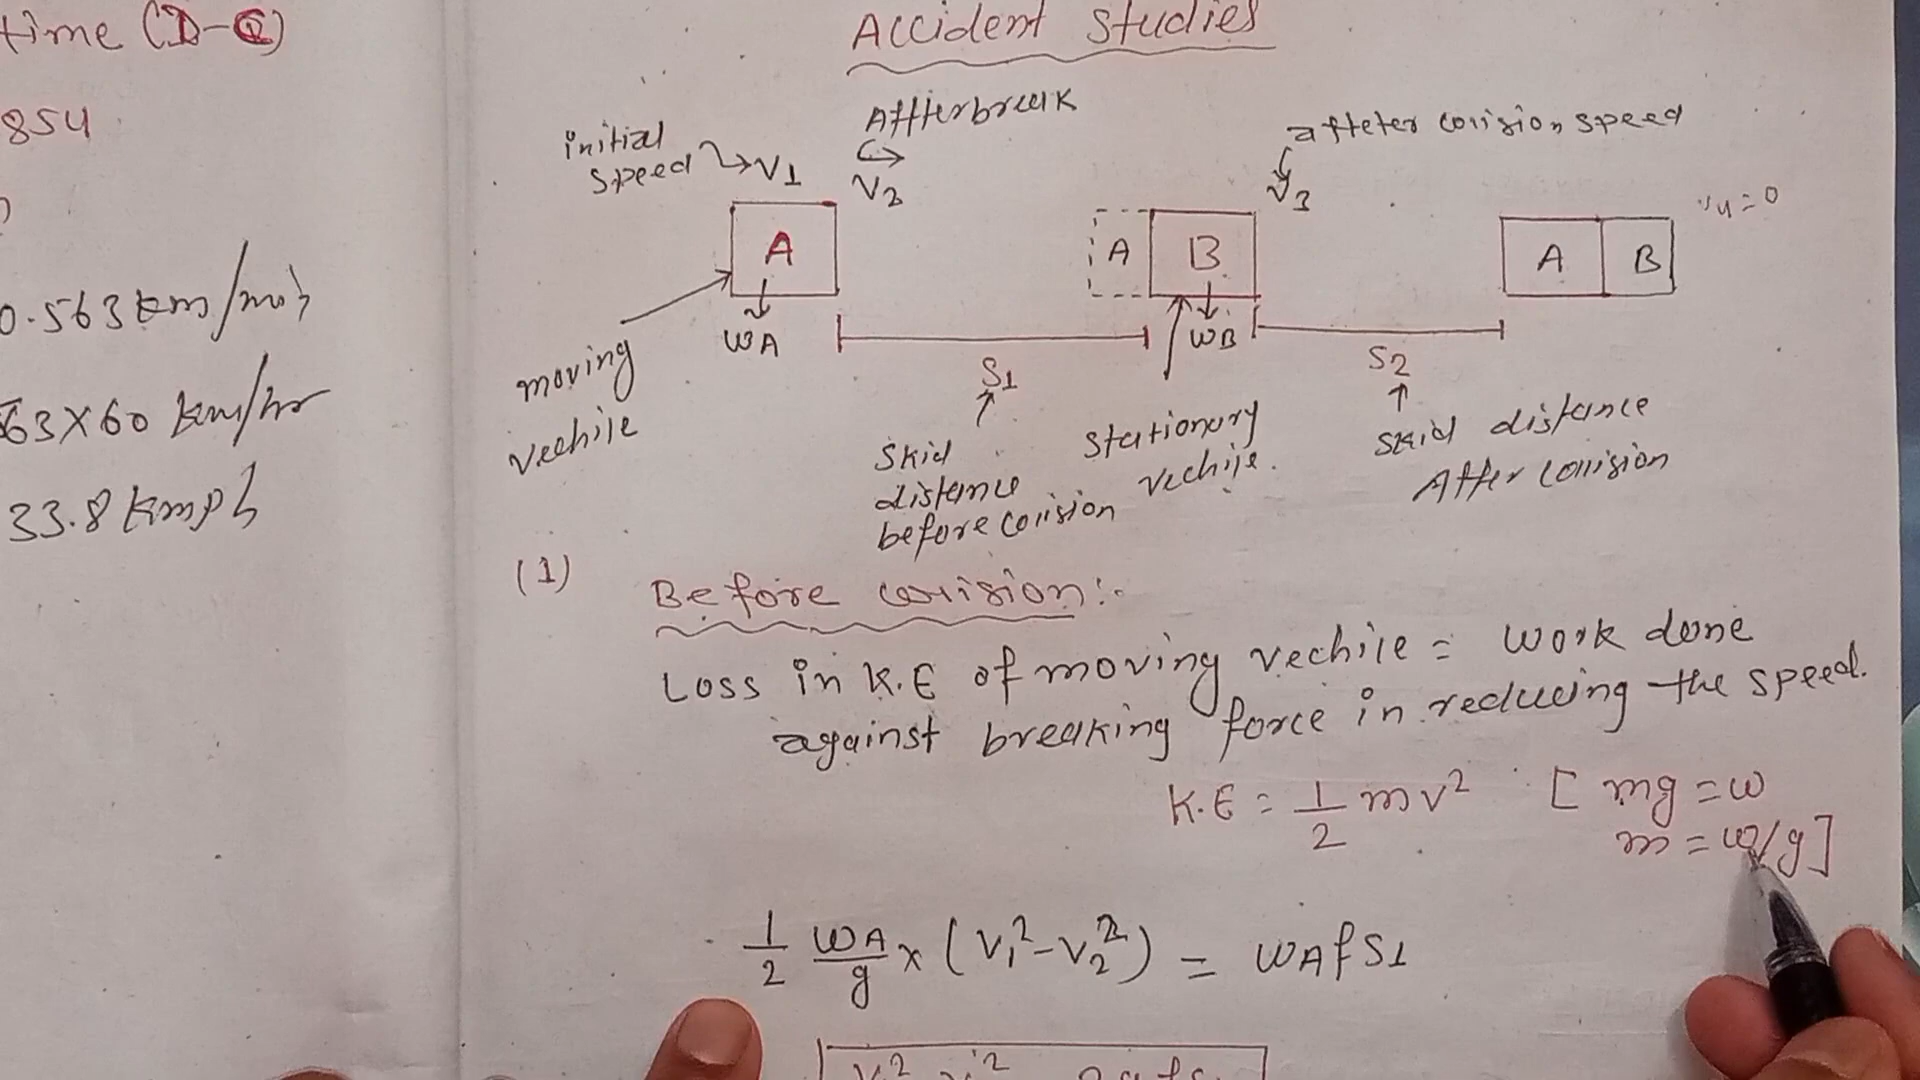 time (D-C)
854
0.563 km/min
63X60 km/hr
33.8 kmph
Accident Studies
initial speed V1
Affterbreak
V2
afteter collision speed
V3
V4=0
A
A
B
A
B
WA
WB
moving vechile
S1
S2
Skid distance before collision
Stationary vechile.
Skid distance After collision
(1)
Before collision:-
Loss in K.E of moving vechile = Work done
against breaking force in reducing the speed.
K.E = 1/2 mv² [ mg = w
m = w/g]
1/2 WA/g x (V1² - V2²) = WAfS1